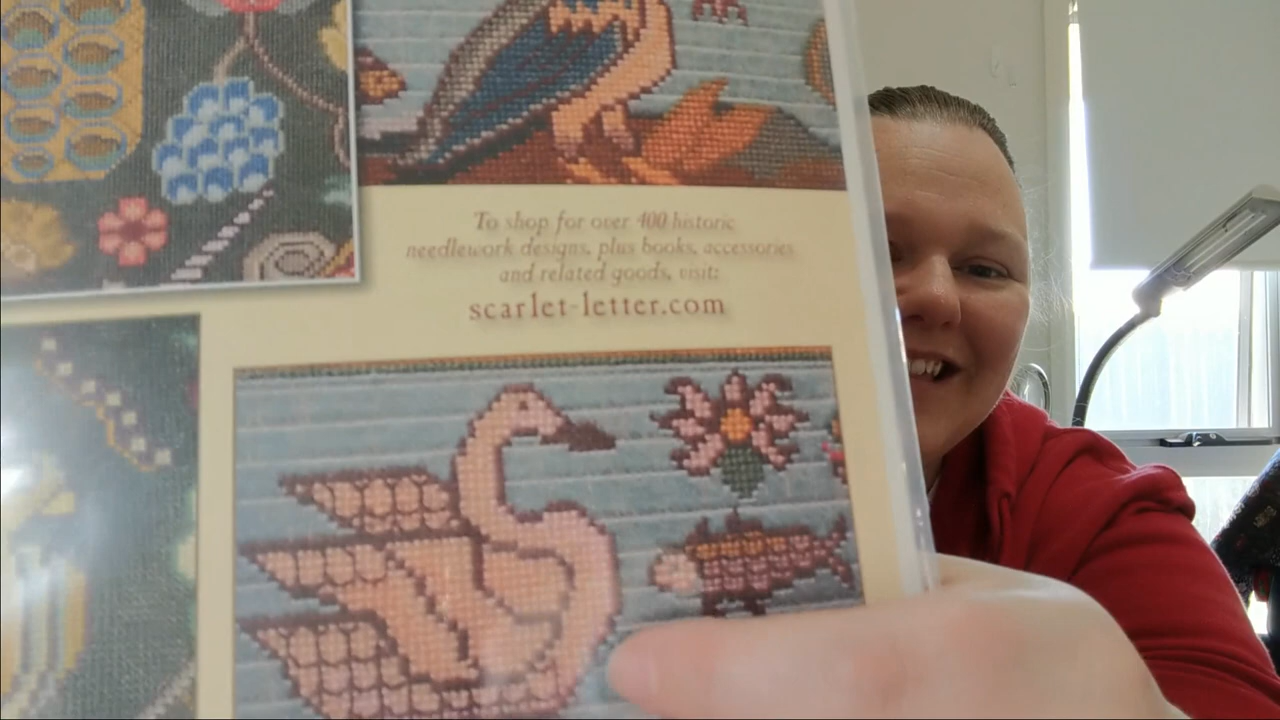 To shop for over 400 historic
needlework designs, plus books, accessories
and related goods, visit:
scarlet-letter.com